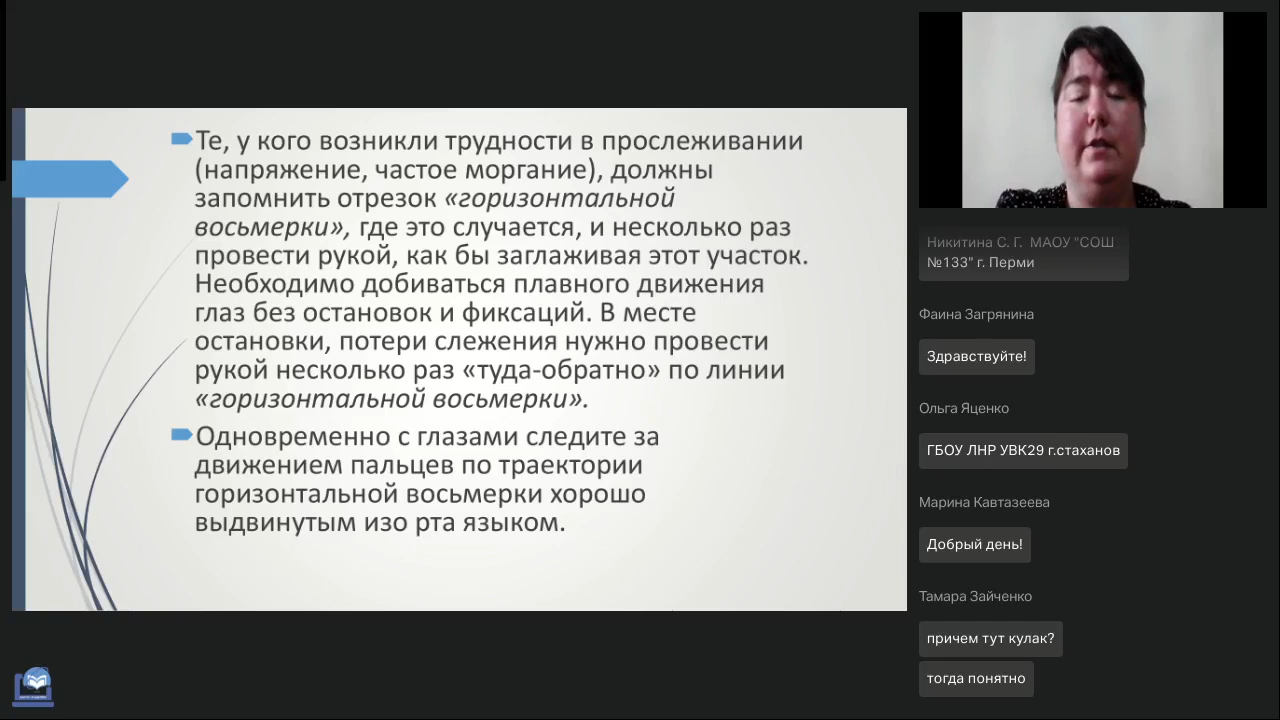 Те, у кого возникли трудности в прослеживании
(напряжение, частое моргание), должны
запомнить отрезок «горизонтальной
восьмерки», где это случается, и несколько раз
провести рукой, как бы заглаживая этот участок.
Необходимо добиваться плавного движения
глаз без остановок и фиксаций. В месте
остановки, потери слежения нужно провести
рукой несколько раз «туда-обратно» по линии
«горизонтальной восьмерки».
Одновременно с глазами следите за
движением пальцев по траектории
горизонтальной восьмерки хорошо
выдвинутым изо рта языком.
Никитина С. Г. МАОУ "СОШ
№133" г. Перми
Фаина Загрянина
Здравствуйте!
Ольга Яценко
ГБОУ ЛНР УВК29 г.стаханов
Марина Кавтазеева
Добрый день!
Тамара Зайченко
причем тут кулак?
тогда понятно